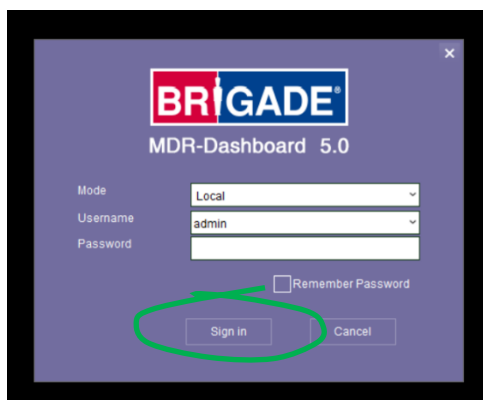 BRIGADE®
MDR-Dashboard 5.0
Mode Local
Username admin
Password
Remember Password
Sign in Cancel